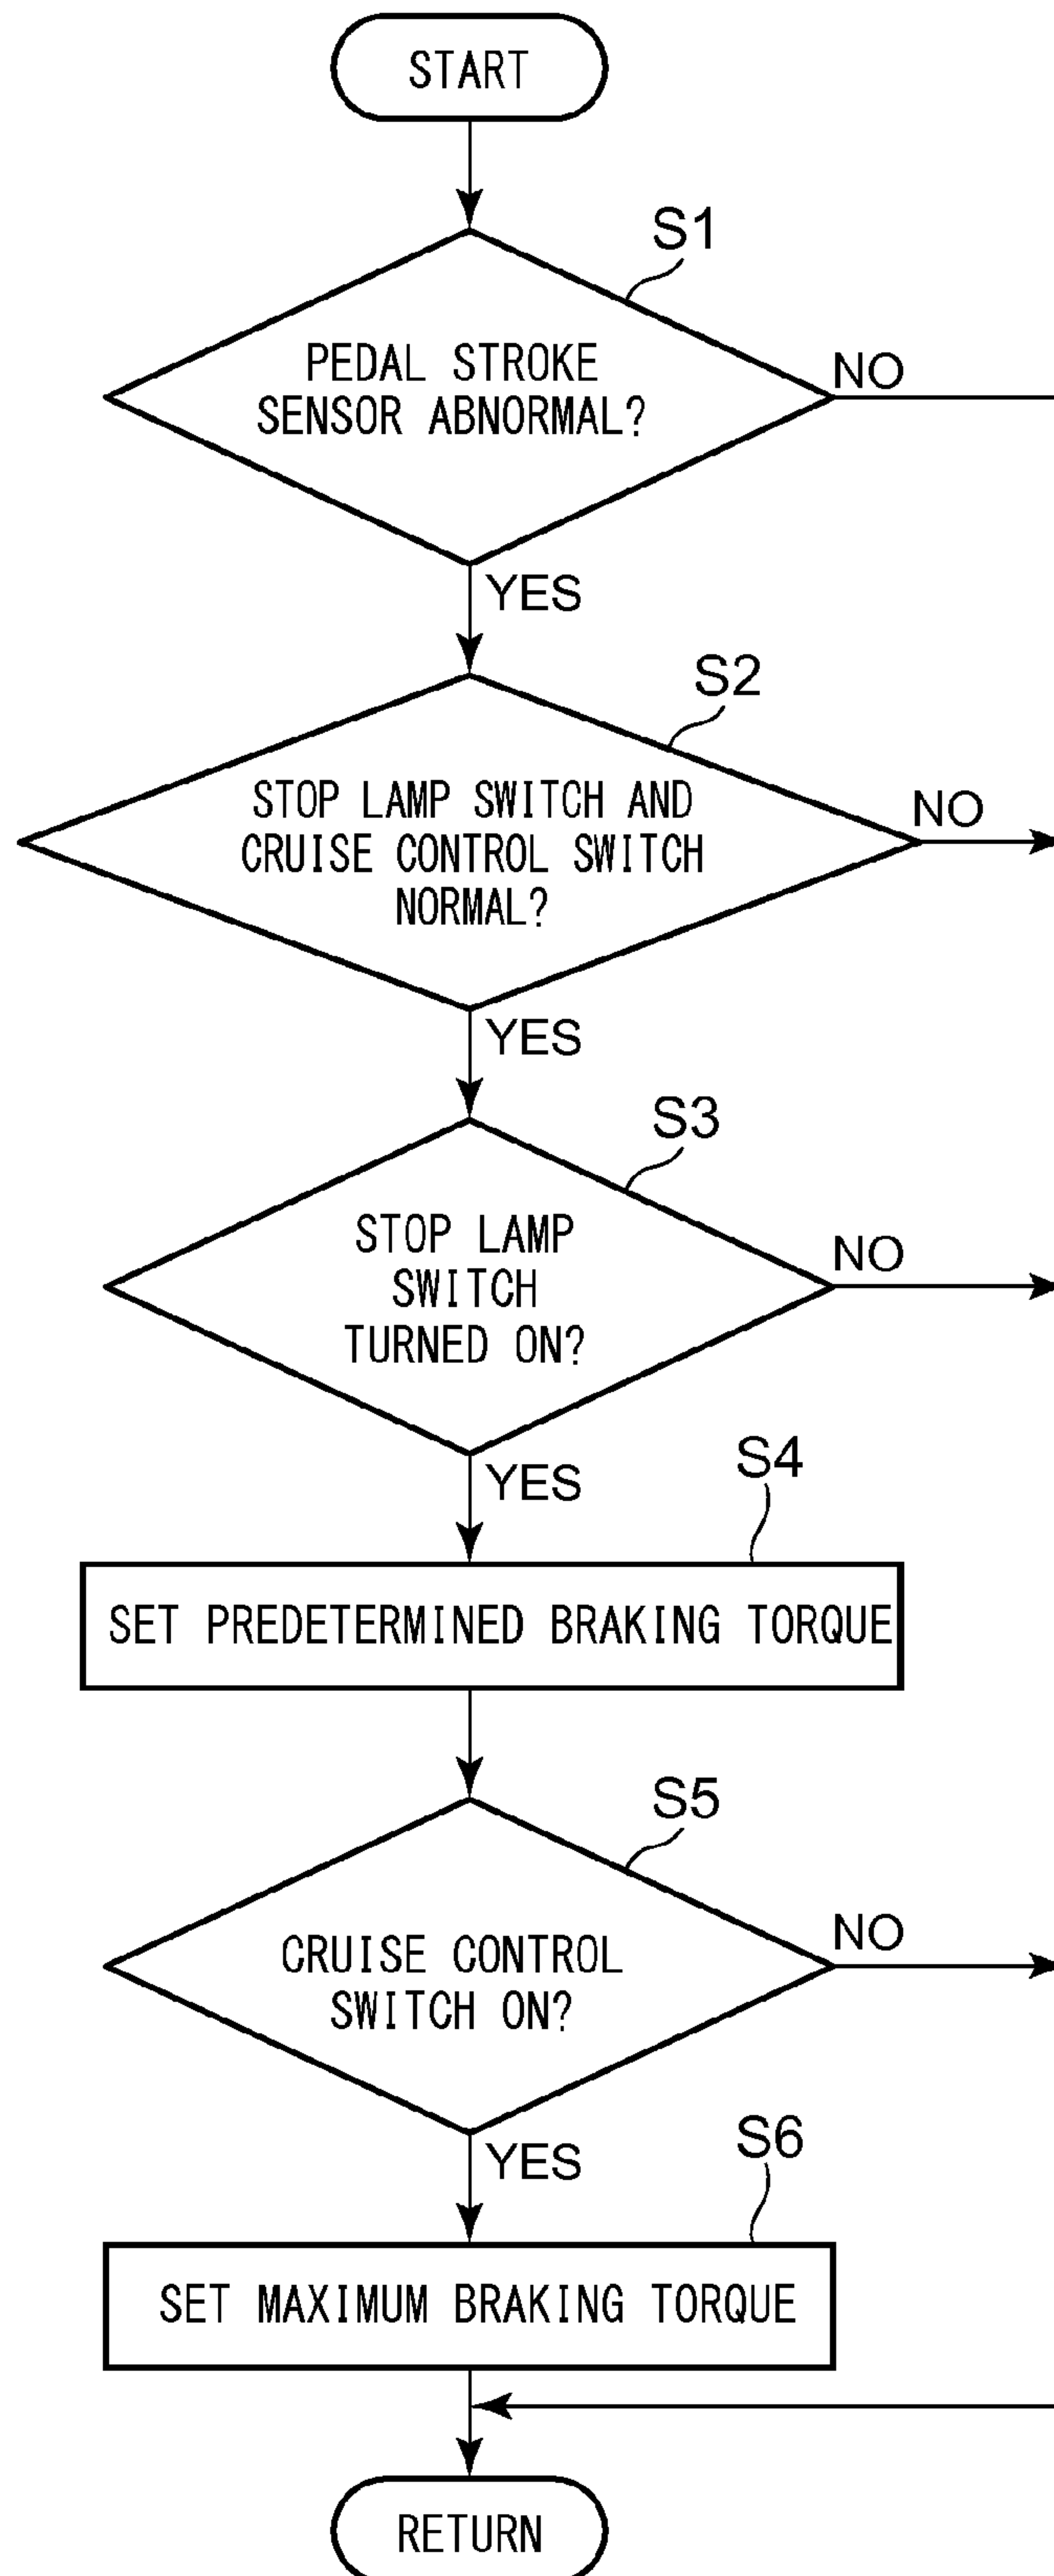 START
S1
PEDAL STROKE
SENSOR ABNORMAL?
NO
YES
S2
STOP LAMP SWITCH AND
CRUISE CONTROL SWITCH
NORMAL?
NO
YES
S3
STOP LAMP
SWITCH
TURNED ON?
NO
YES
S4
SET PREDETERMINED BRAKING TORQUE
S5
CRUISE CONTROL
SWITCH ON?
NO
YES
S6
SET MAXIMUM BRAKING TORQUE
RETURN